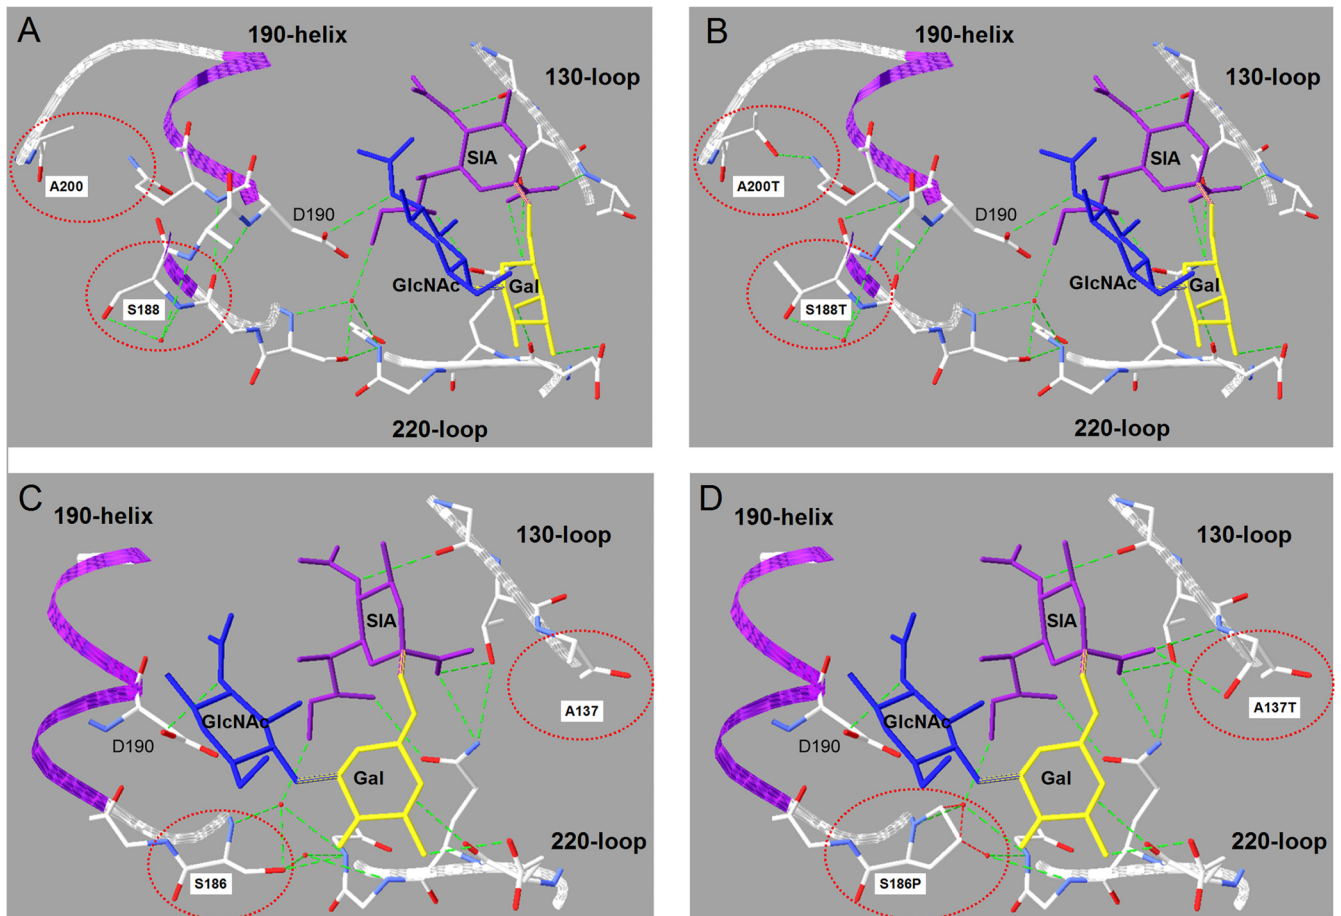 A
190-helix
130-loop
SIA
A200
D190
GlcNAc
Gal
S188
220-loop
B
190-helix
130-loop
SIA
A200T
D190
GlcNAc
Gal
S188T
220-loop
C
190-helix
130-loop
SIA
A137
GlcNAc
D190
Gal
220-loop
S186
D
190-helix
130-loop
SIA
A137T
GlcNAc
D190
Gal
220-loop
S186P